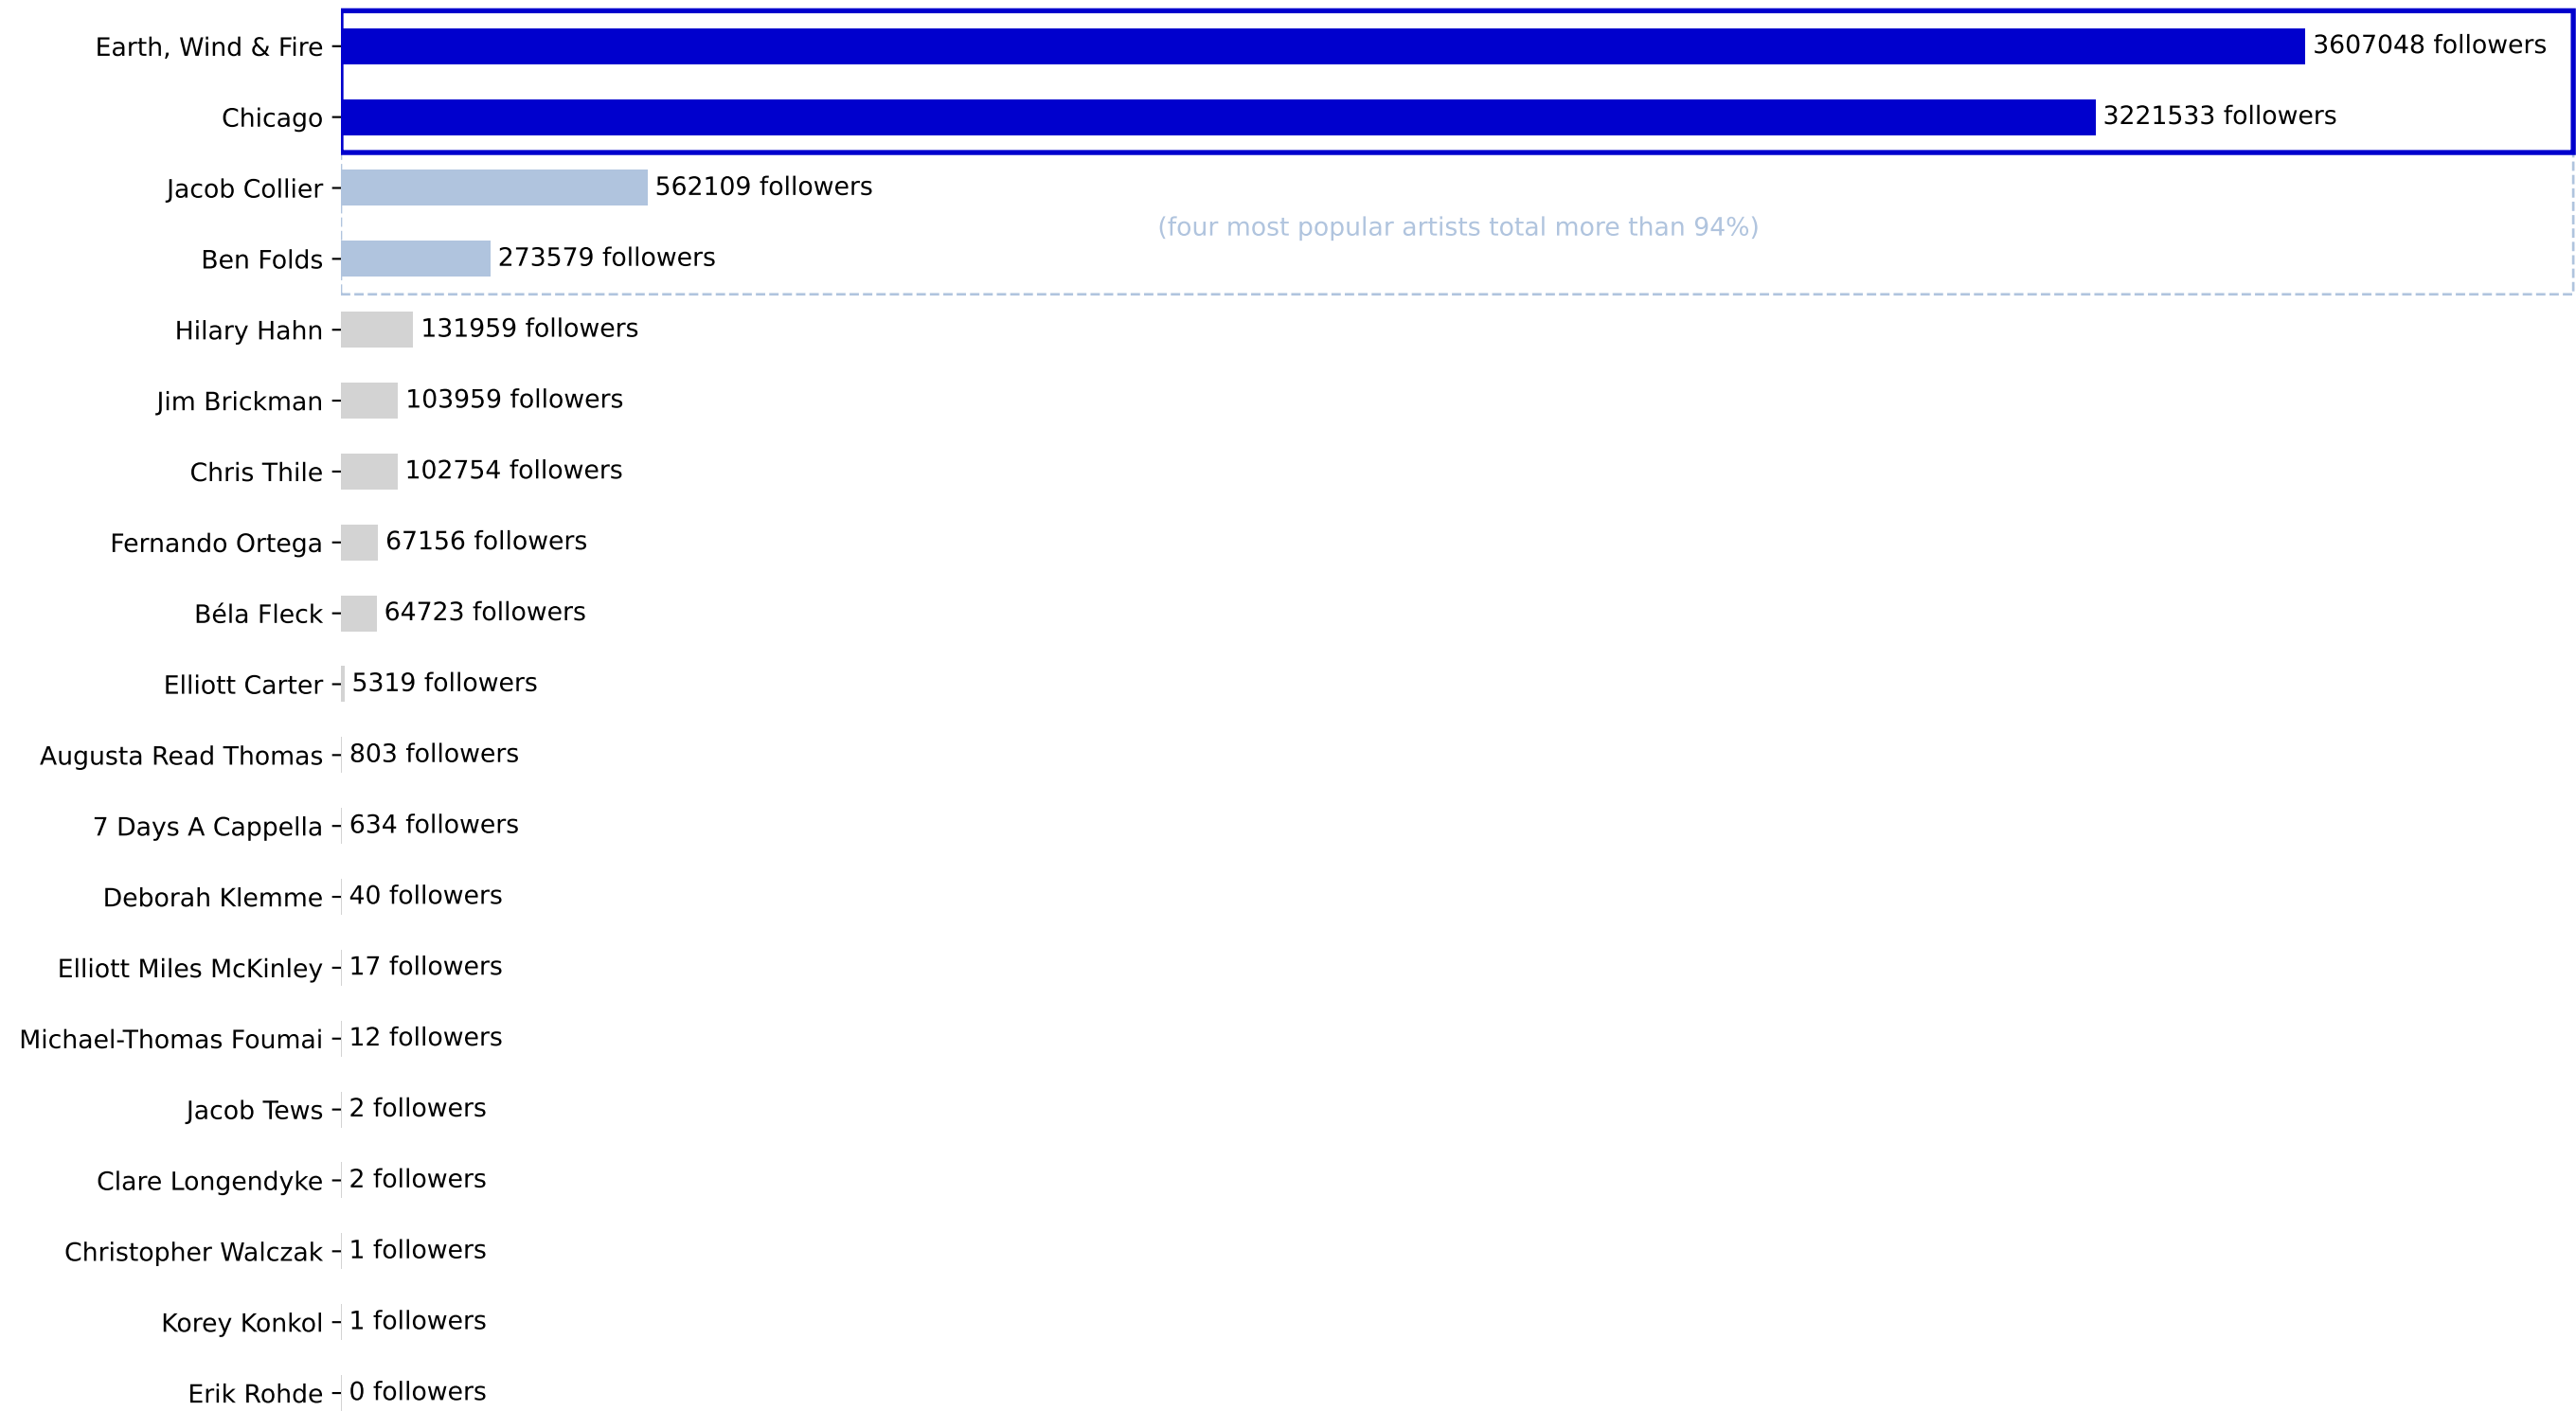 Earth, Wind & Fire 3607048 followers
Chicago 3221533 followers
Jacob Collier 562109 followers
(four most popular artists total more than 94%)
Ben Folds 273579 followers
Hilary Hahn 131959 followers
Jim Brickman 103959 followers
Chris Thile 102754 followers
Fernando Ortega 67156 followers
Béla Fleck 64723 followers
Elliott Carter 5319 followers
Augusta Read Thomas 803 followers
7 Days A Cappella 634 followers
Deborah Klemme 40 followers
Elliott Miles McKinley 17 followers
Michael-Thomas Foumai 12 followers
Jacob Tews 2 followers
Clare Longendyke 2 followers
Christopher Walczak 1 followers
Korey Konkol 1 followers
Erik Rohde 0 followers